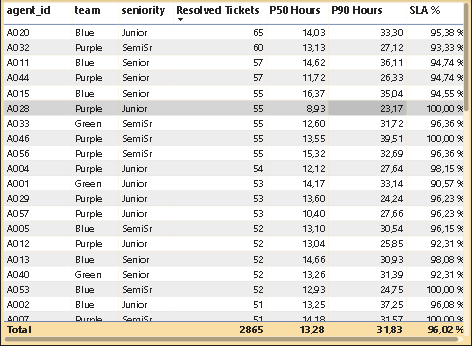 agent_id team seniority Resolved Tickets P50 Hours P90 Hours SLA %
A020 Blue Junior 65 14,03 33,30 95,38 %
A032 Purple SemiSr 60 13,13 27,12 93,33 %
A011 Blue Senior 57 14,62 36,11 94,74 %
A044 Purple Senior 57 11,72 26,33 94,74 %
A015 Blue Senior 55 16,37 35,04 94,55 %
A028 Purple Junior 55 8,93 23,17 100,00 %
A033 Green SemiSr 55 12,60 31,72 96,36 %
A046 Purple SemiSr 55 13,55 39,51 100,00 %
A056 Purple SemiSr 55 15,32 32,69 96,36 %
A004 Purple Junior 54 12,12 27,64 98,15 %
A001 Green Junior 53 14,17 33,14 90,57 %
A029 Purple Junior 53 13,60 24,24 96,23 %
A057 Purple Junior 53 10,40 27,66 96,23 %
A005 Blue SemiSr 52 13,10 30,54 96,15 %
A012 Purple Junior 52 13,04 25,85 92,31 %
A013 Blue Senior 52 14,66 30,93 98,08 %
A040 Green Senior 52 13,26 31,39 92,31 %
A053 Blue SemiSr 52 12,93 24,75 100,00 %
A002 Blue Junior 51 13,25 37,25 96,08 %
A007 Purple SemiSr 51 14,18 31,57 100,00 %
Total 2865 13,28 31,83 96,02 %